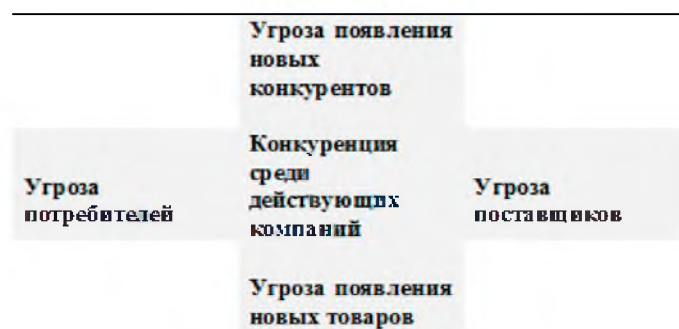 Угроза появления
новых
конкурентов
Угроза
потребителей
Конкуренция
среди
действующих
компаний
Угроза
поставщиков
Угроза появления
новых товаров